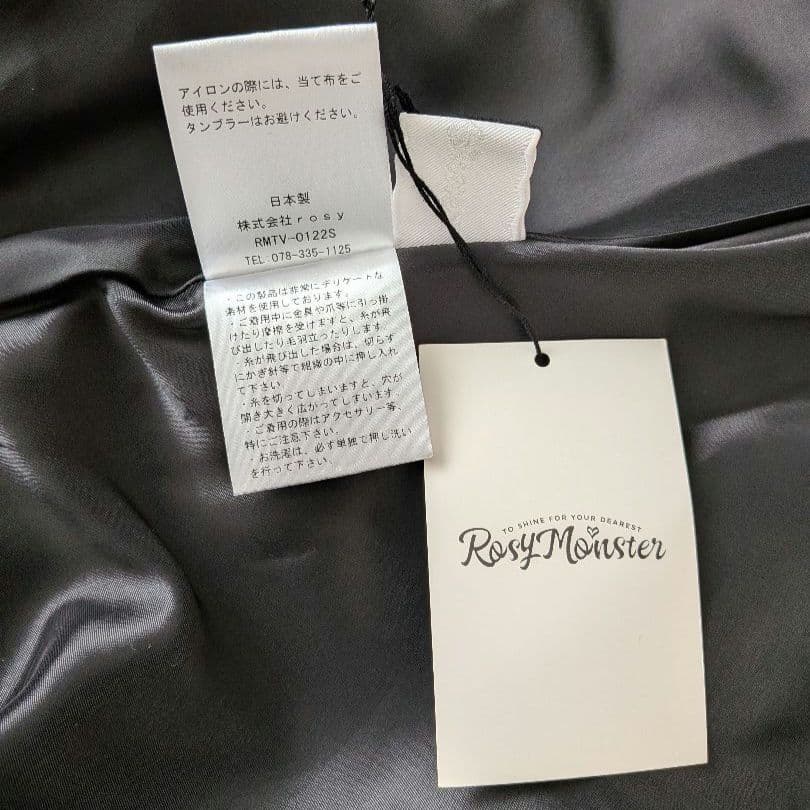 アイロンの際には、当て布をご
使用ください。
タンブラーはお避けください。
日本製
株式会社rosy
RMTV-0122S
TEL:078-335-1125
・この製品は非常にデリケートな
素材を使用しております。
・ご着用中に金具や爪等に引っ掛
けたり摩擦を受けますと、糸が飛
び出したり毛羽立ったりします
・糸が飛び出した場合は、切らず
にかぎ針等で組織の中に押し入れ
て下さい
・糸を切ってしまいますと、穴が
開き大きく広がってしまいます。
・ご着用の際はアクセサリー等、
特にご注意下さい。
・お洗濯は、必ず単独で押し洗い
を行って下さい。
TO SHINE FOR YOUR DEAREST
RosyMonster